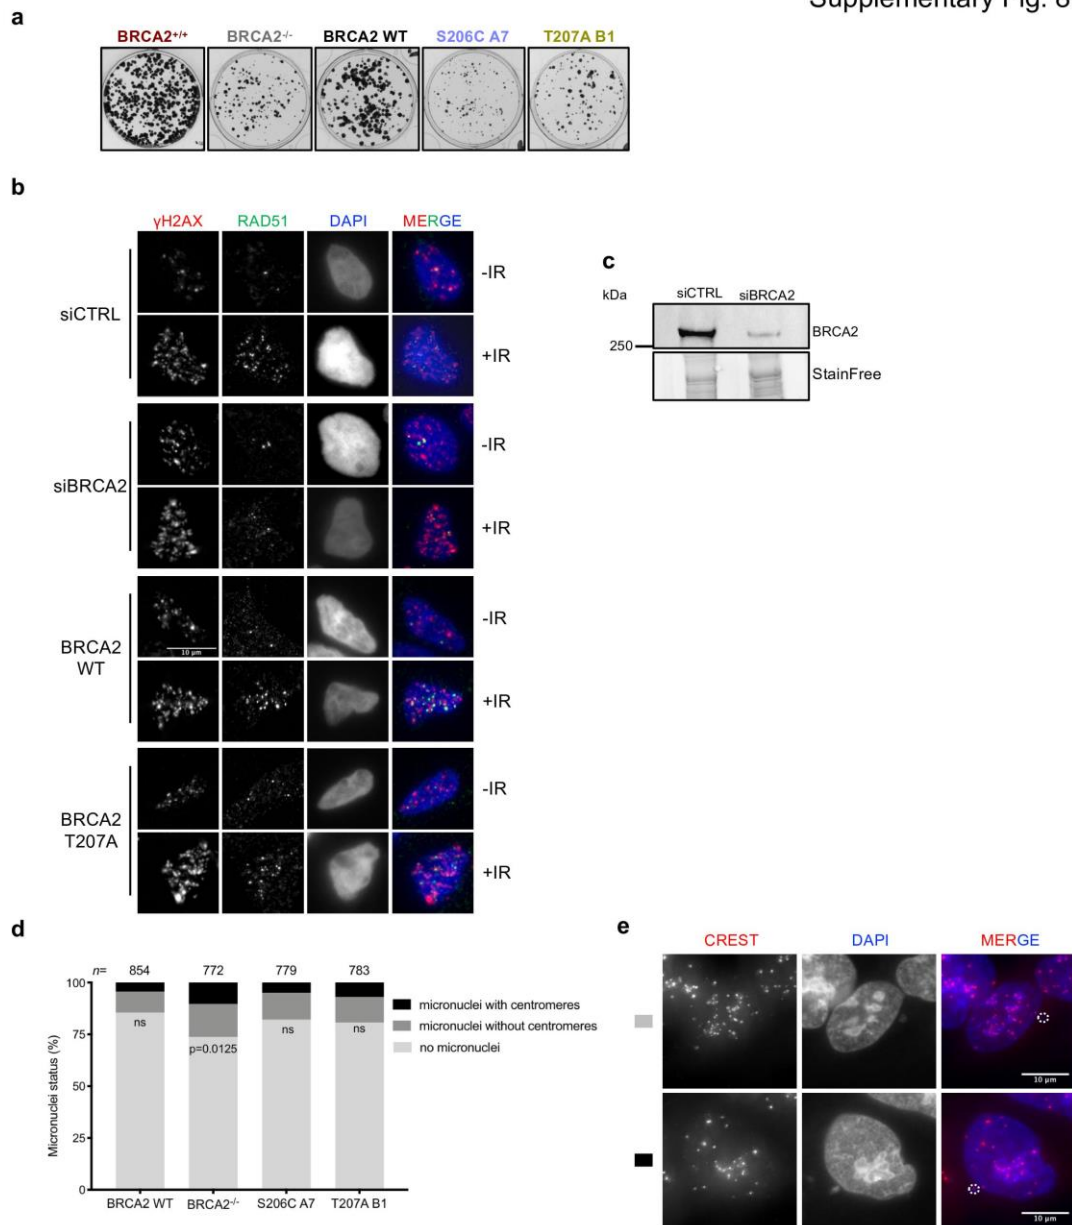 Supplementary Fig. 8
a
BRCA2+/+ BRCA2-/- BRCA2 WT S206C A7 T207A B1
b
γH2AX RAD51 DAPI MERGE
siCTRL
-IR
+IR
siBRCA2
-IR
+IR
BRCA2
WT
-IR
10 µm
+IR
BRCA2
T207A
-IR
+IR
c
kDa siCTRL siBRCA2
250
BRCA2
StainFree
d
n= 854 772 779 783
Micronuclei status (%)
100
75
50
25
0
ns
p=0.0125
ns
ns
micronuclei with centromeres
micronuclei without centromeres
no micronuclei
BRCA2 WT BRCA2-/- S206C A7 T207A B1
e
CREST DAPI MERGE
10 µm
10 µm